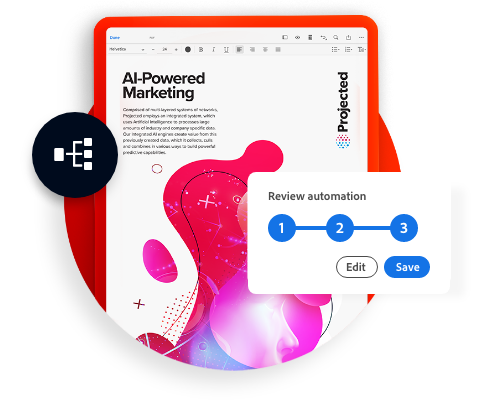 Done
Helvetica
24
B
I
U
AI-Powered
Marketing
Comprised of multi-layered systems of networks,
Projected employs an integrated system, which
uses Artificial Intelligence to processes large
amounts of industry and company specific data.
Our integrated AI engines create value from this
previously created data, which it collects, culls
and combines in various ways to build powerful
predictive capabilities.
Projected
Review automation
1 2 3
Edit Save